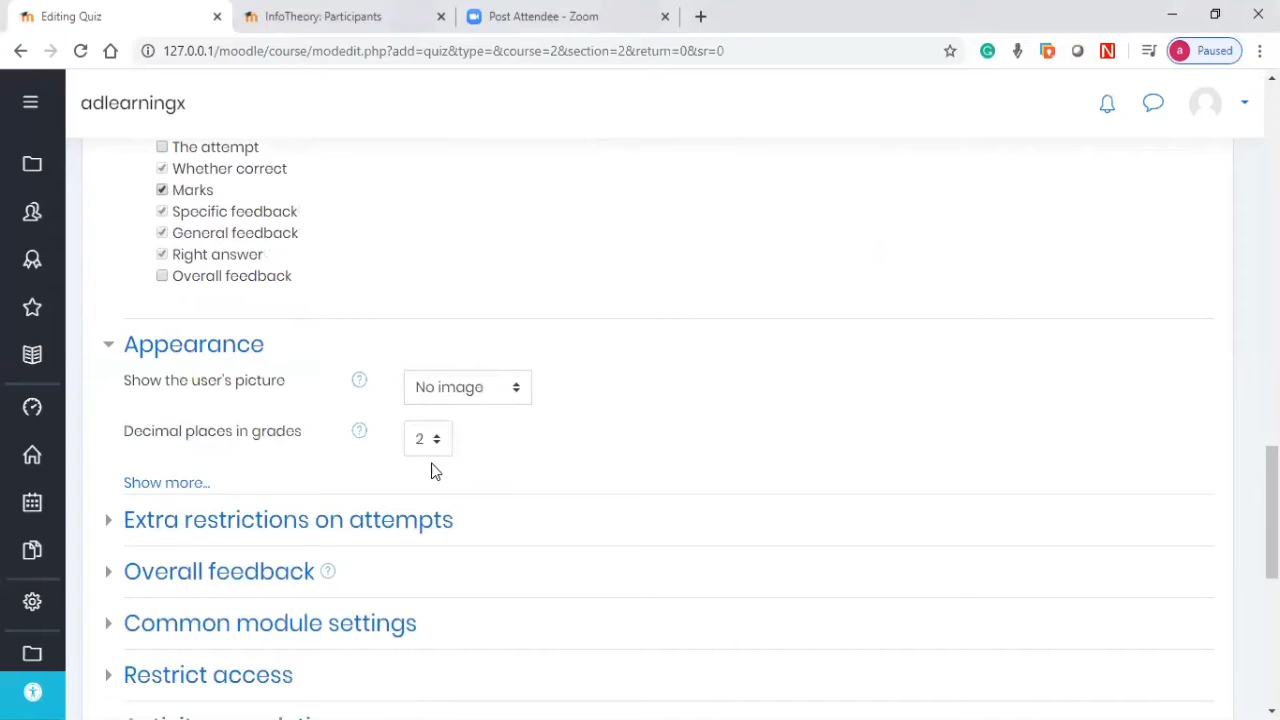 Editing Quiz
InfoTheory: Participants
Post Attendee - Zoom
127.0.0.1/moodle/course/modedit.php?add=quiz&type=&course=2&section=2&return=0&sr=0
N
a Paused
adlearningx
The attempt
Whether correct
Marks
Specific feedback
General feedback
Right answer
Overall feedback
Appearance
Show the user's picture
No image
Decimal places in grades
2
Show more...
Extra restrictions on attempts
Overall feedback
Common module settings
Restrict access